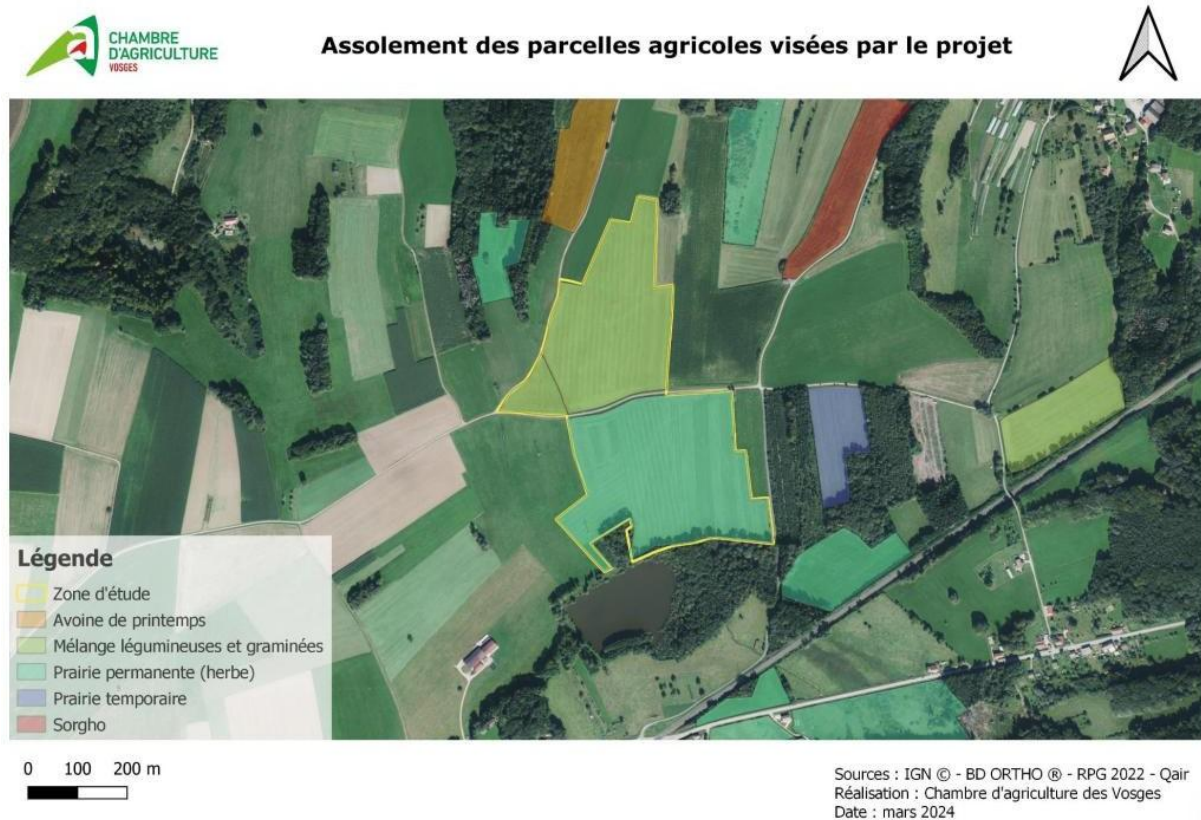 CHAMBRE
D'AGRICULTURE
VOSGES
Assolement des parcelles agricoles visées par le projet
Légende
Zone d'étude
Avoine de printemps
Mélange légumineuses et graminées
Prairie permanente (herbe)
Prairie temporaire
Sorgho
0 100 200 m
Sources : IGN © - BD ORTHO ® - RPG 2022 - Qair
Réalisation : Chambre d'agriculture des Vosges
Date : mars 2024